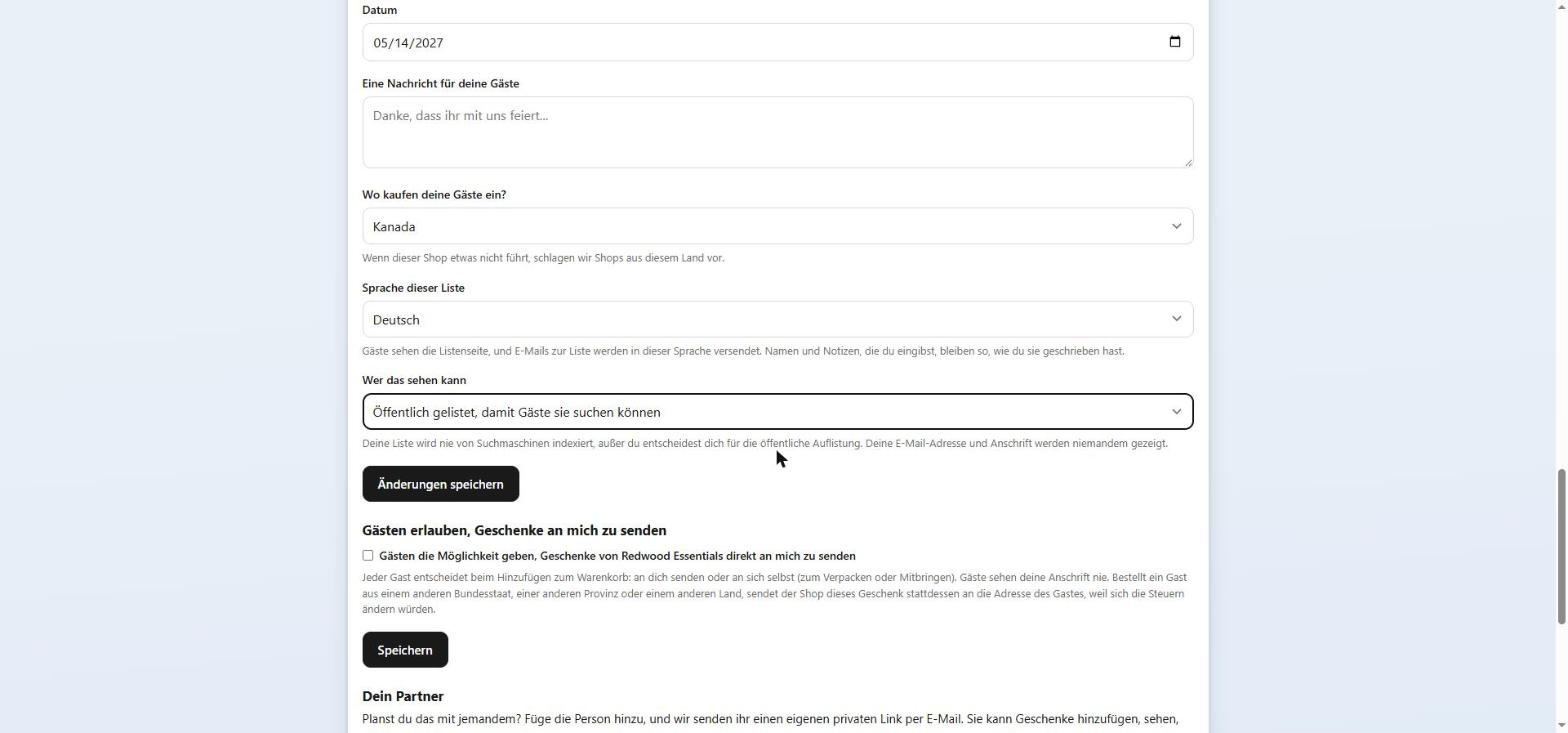 Datum
05/14/2027
Eine Nachricht für deine Gäste
Danke, dass ihr mit uns feiert...
Wo kaufen deine Gäste ein?
Kanada
Wenn dieser Shop etwas nicht führt, schlagen wir Shops aus diesem Land vor.
Sprache dieser Liste
Deutsch
Gäste sehen die Listenseite, und E-Mails zur Liste werden in dieser Sprache versendet. Namen und Notizen, die du eingibst, bleiben so, wie du sie geschrieben hast.
Wer das sehen kann
Öffentlich gelistet, damit Gäste sie suchen können
Deine Liste wird nie von Suchmaschinen indexiert, außer du entscheidest dich für die öffentliche Auflistung. Deine E-Mail-Adresse und Anschrift werden niemandem gezeigt.
Änderungen speichern
Gästen erlauben, Geschenke an mich zu senden
Gästen die Möglichkeit geben, Geschenke von Redwood Essentials direkt an mich zu senden
Jeder Gast entscheidet beim Hinzufügen zum Warenkorb: an dich senden oder an sich selbst (zum Verpacken oder Mitbringen). Gäste sehen deine Anschrift nie. Bestellt ein Gast
aus einem anderen Bundesstaat, einer anderen Provinz oder einem anderen Land, sendet der Shop dieses Geschenk stattdessen an die Adresse des Gastes, weil sich die Steuern
ändern würden.
Speichern
Dein Partner
Planst du das mit jemandem? Füge die Person hinzu, und wir senden ihr einen eigenen privaten Link per E-Mail. Sie kann Geschenke hinzufügen, sehen,